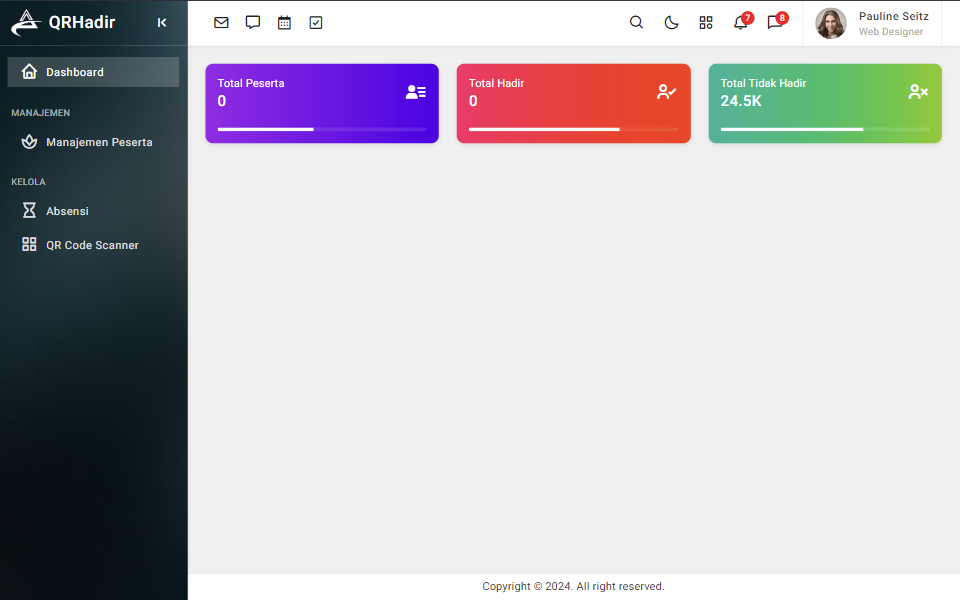 QRHadir
Dashboard
MANAJEMEN
Manajemen Peserta
KELOLA
Absensi
QR Code Scanner
7
8
Pauline Seitz
Web Designer
Total Peserta
0
Total Hadir
0
Total Tidak Hadir
24.5K
Copyright © 2024. All right reserved.